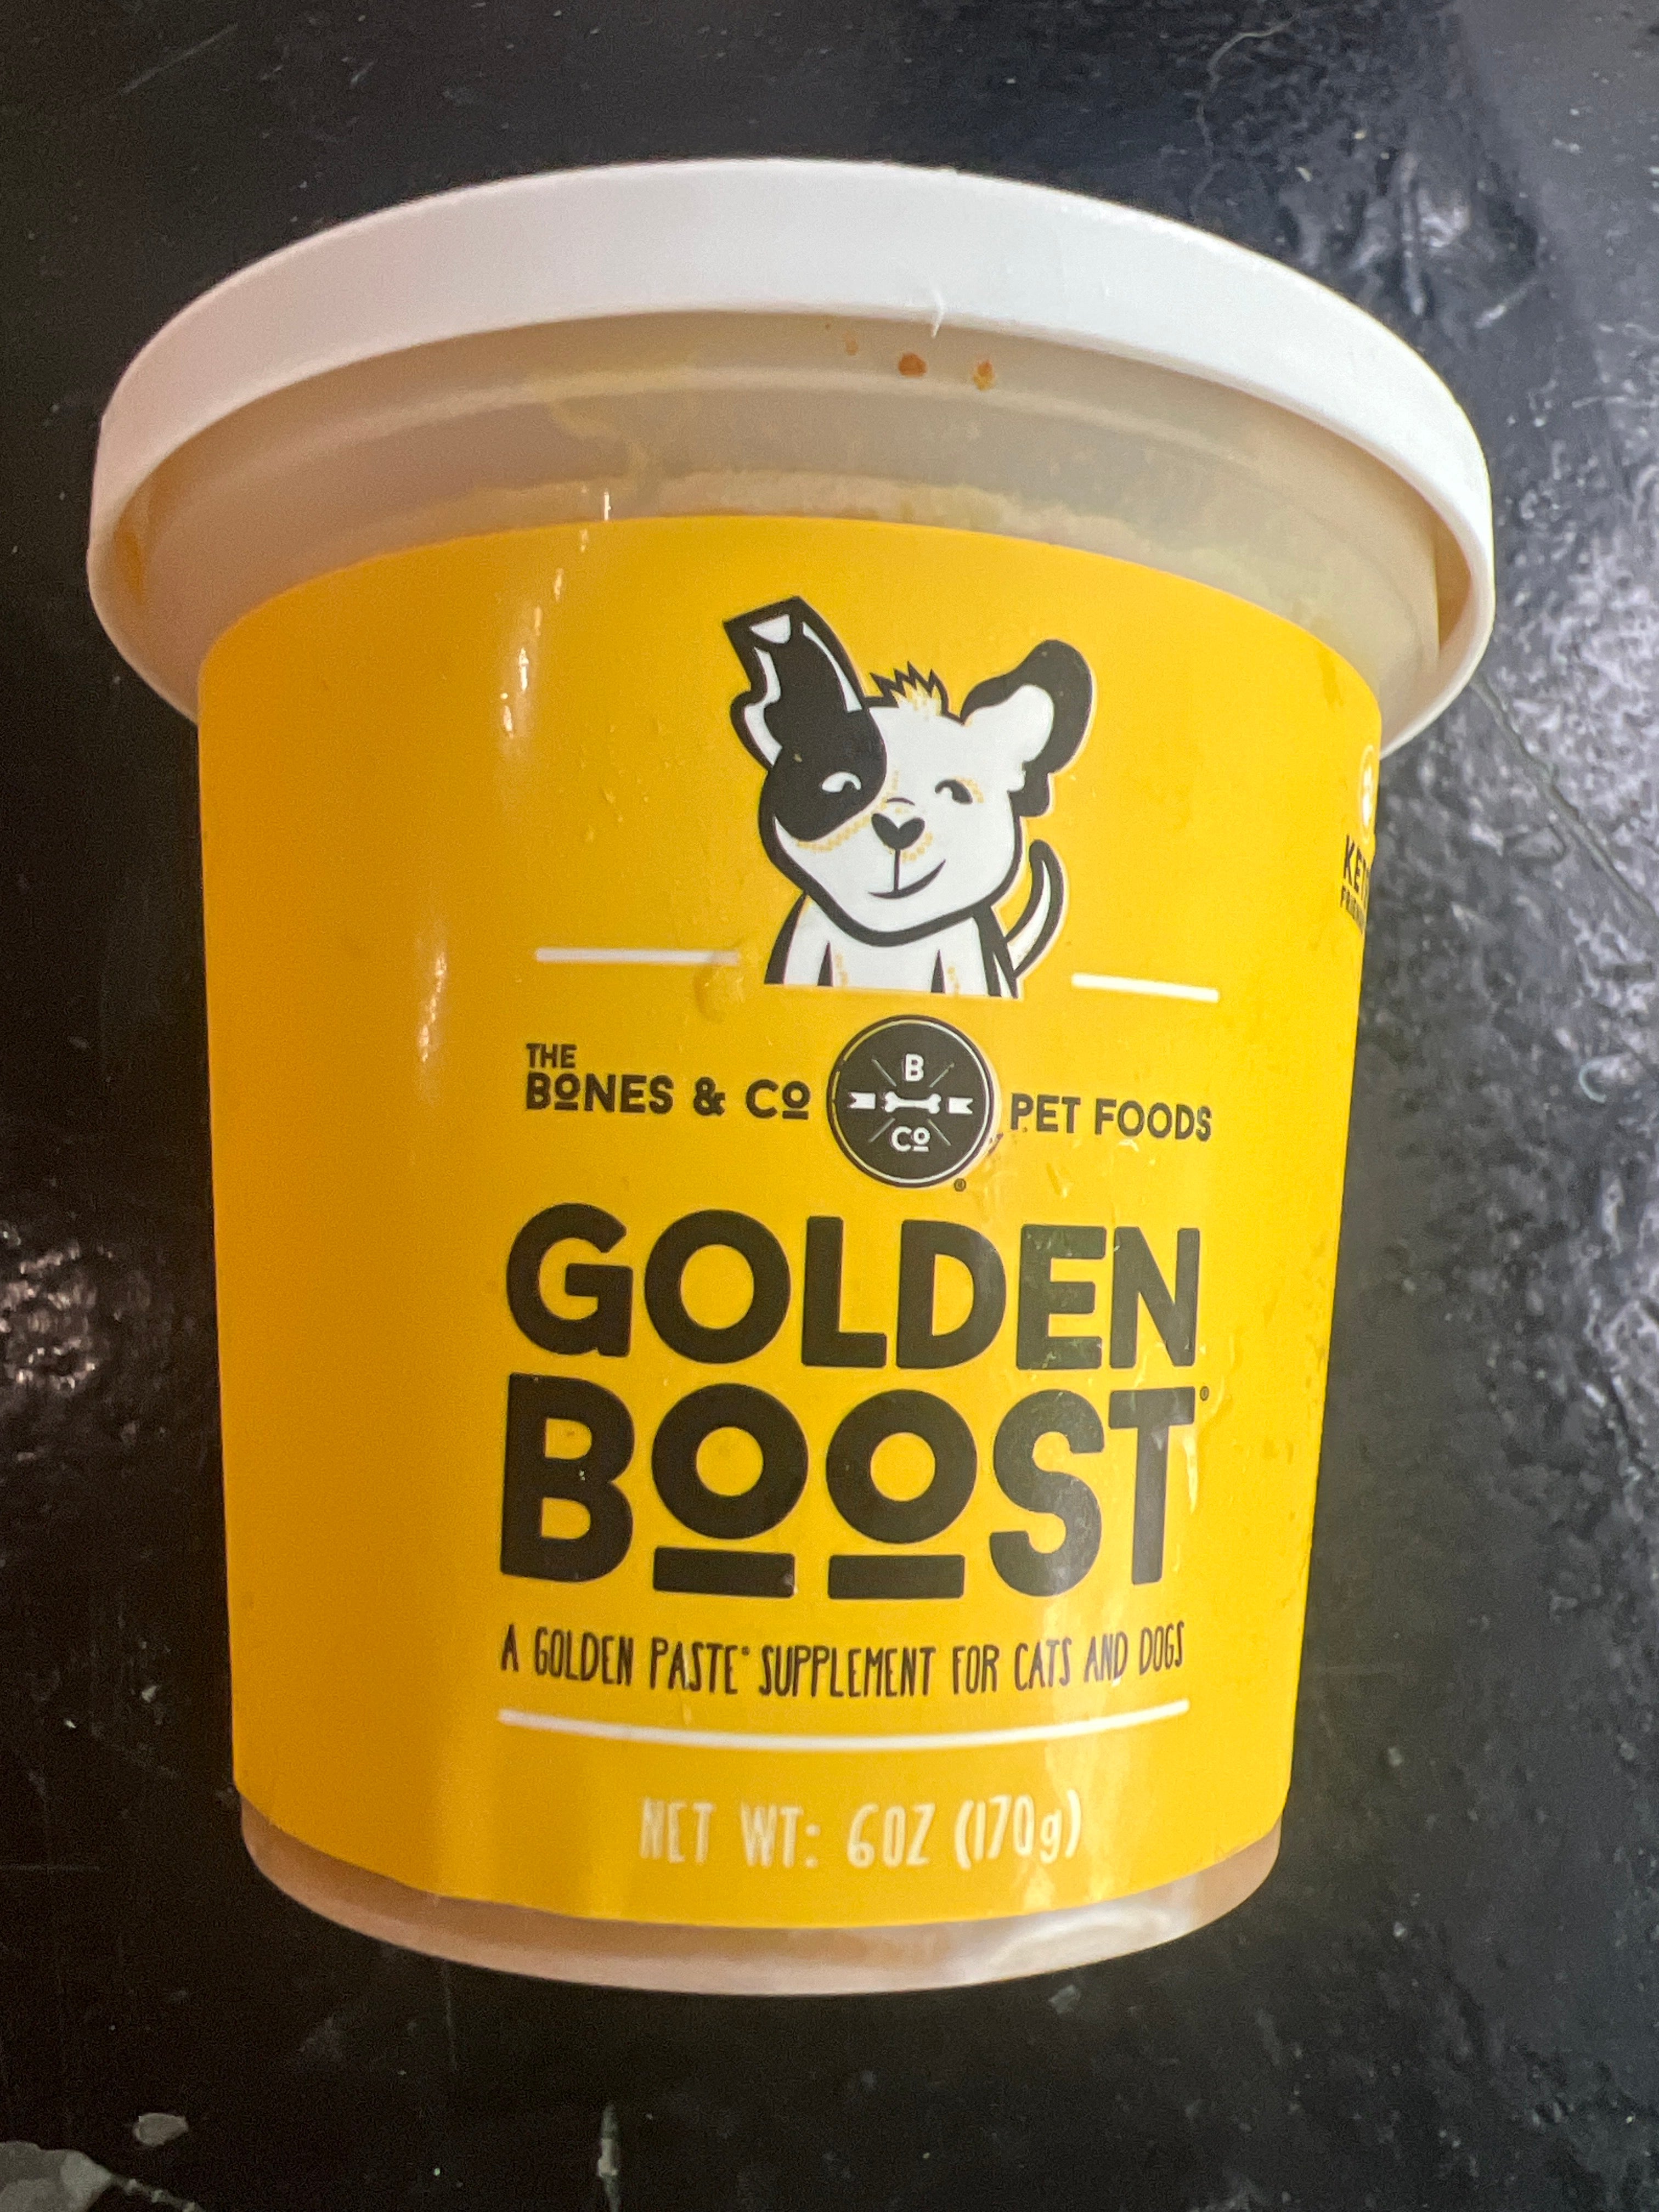 THE
BONES & CO
B
CO
®
PET FOODS
GOLDEN
BOOST®
A GOLDEN PASTE® SUPPLEMENT FOR CATS AND DOGS
NET WT: 6OZ (170g)